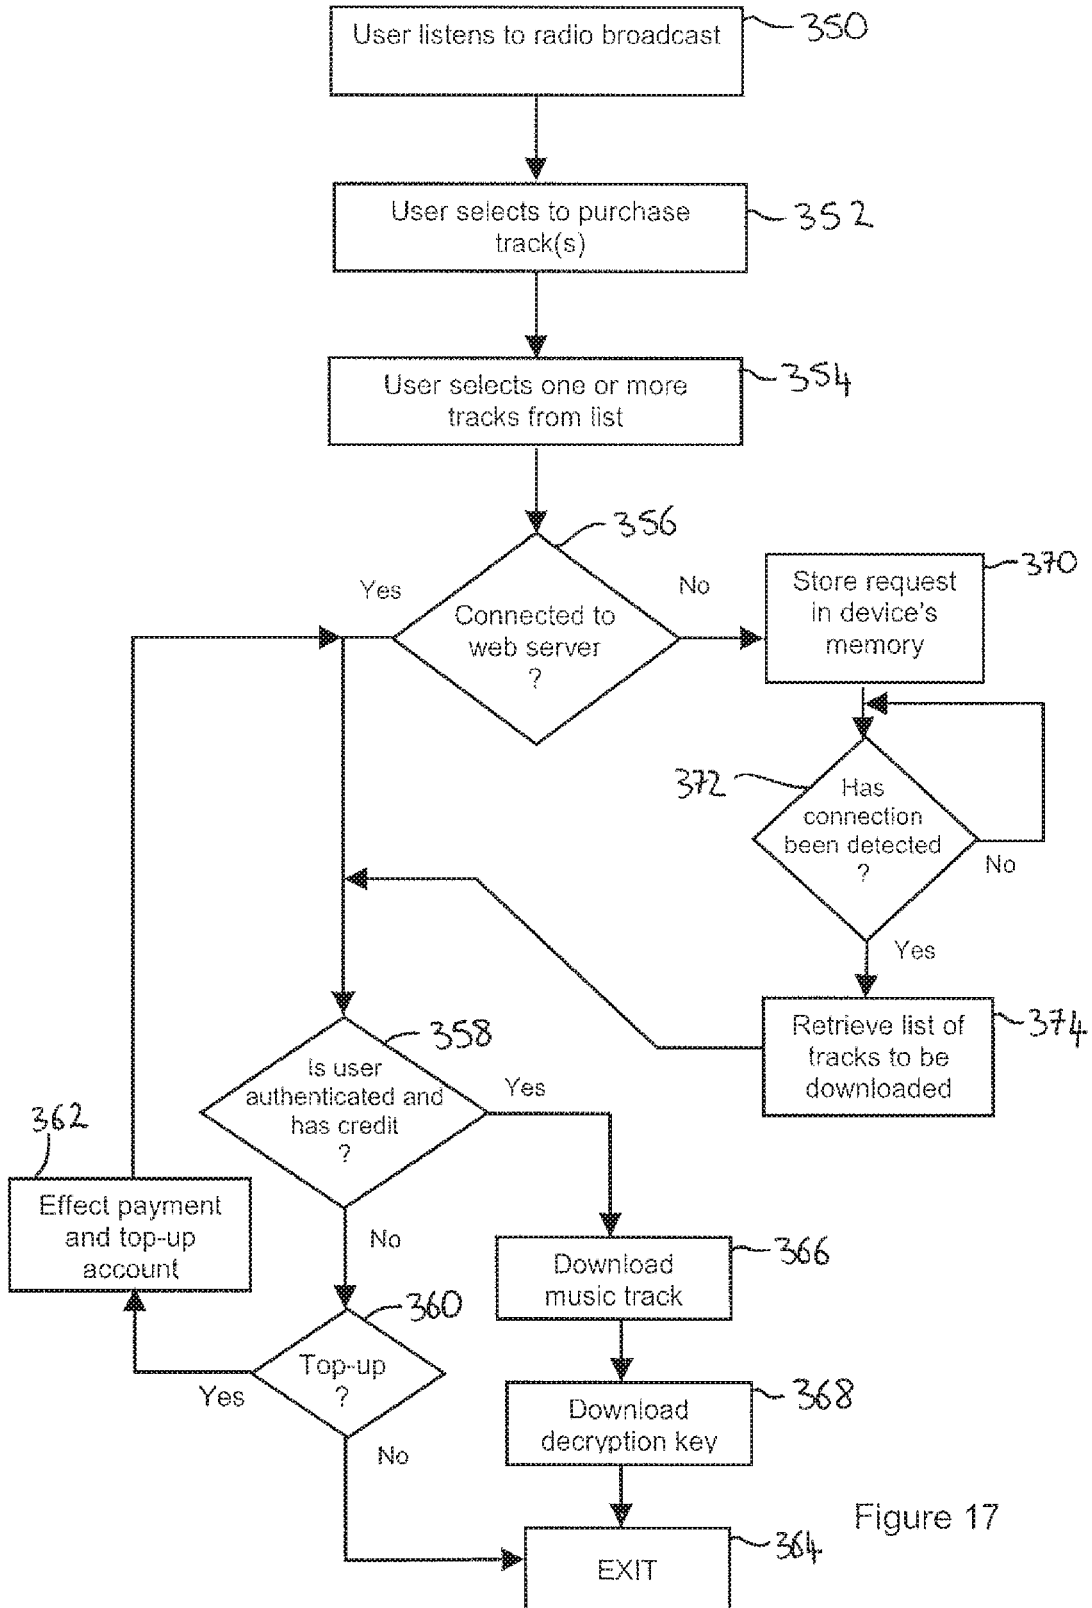 User listens to radio broadcast
350
User selects to purchase
track(s)
352
User selects one or more
tracks from list
354
356
Yes
Connected to
web server
?
No
Store request
in device's
memory
370
372
Has
connection
been detected
?
No
Yes
Retrieve list of
tracks to be
downloaded
374
358
Is user
authenticated and
has credit
?
Yes
No
362
Effect payment
and top-up
account
360
Top-up
?
Yes
No
Download
music track
366
Download
decryption key
368
EXIT
364
Figure 17